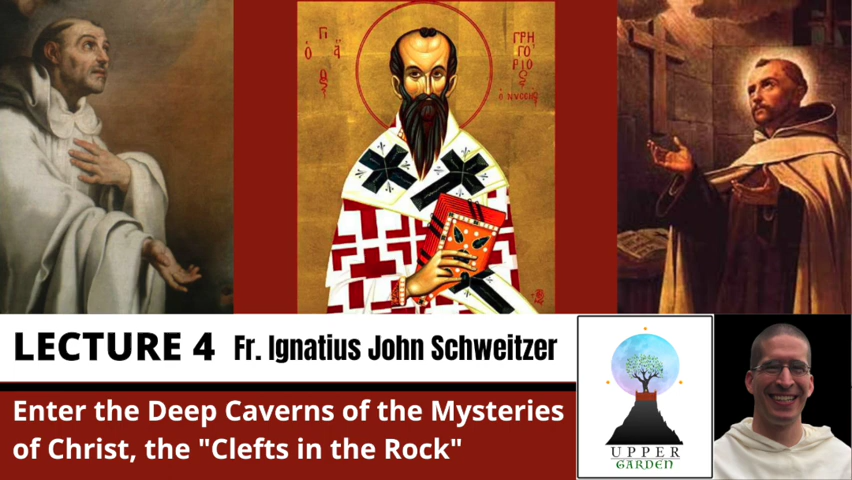 ὁ
ΓΡΗ
ΓΟ
ΡΙΟ
Σ
ὁ ΝΥССΗΣ
LECTURE 4 Fr. Ignatius John Schweitzer
Enter the Deep Caverns of the Mysteries
of Christ, the "Clefts in the Rock"
UPPER
GARDEN